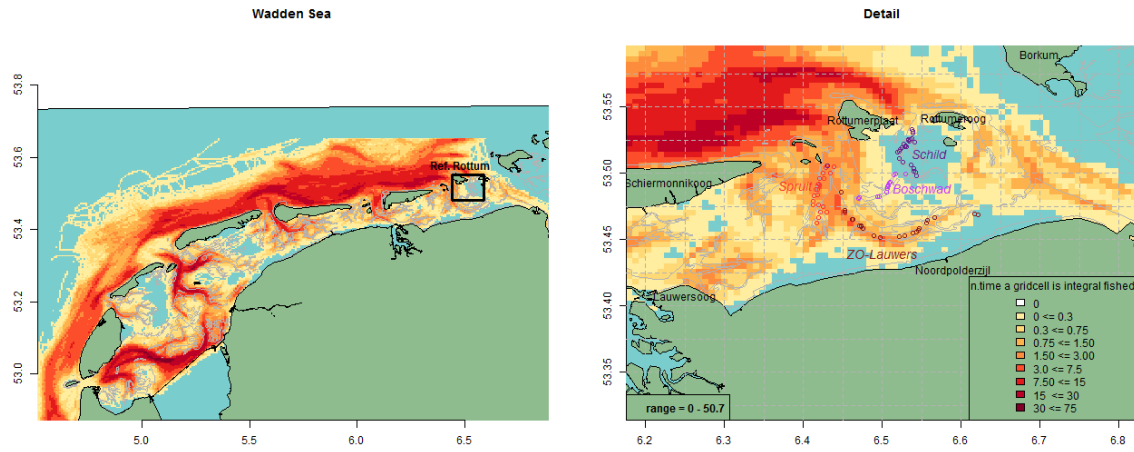 Wadden Sea
53.8
53.6
53.4
53.2
53.0
5.0
5.5
6.0
6.5
Ref. Rottum
Detail
53.55
53.50
53.45
53.40
53.35
6.2
6.3
6.4
6.5
6.6
6.7
6.8
Borkum
Rottumerplaat
Rottumeroog
Schild
Schiermonnikoog
Spruit
Boschwad
ZO-Lauwers
Noordpolderzijl
Lauwersoog
n.time a gridcell is integral fished
0
0 <= 0.3
0.3 <= 0.75
0.75 <= 1.50
1.50 <= 3.00
3.0 <= 7.5
7.50 <= 15
15 <= 30
30 <= 75
range = 0 - 50.7